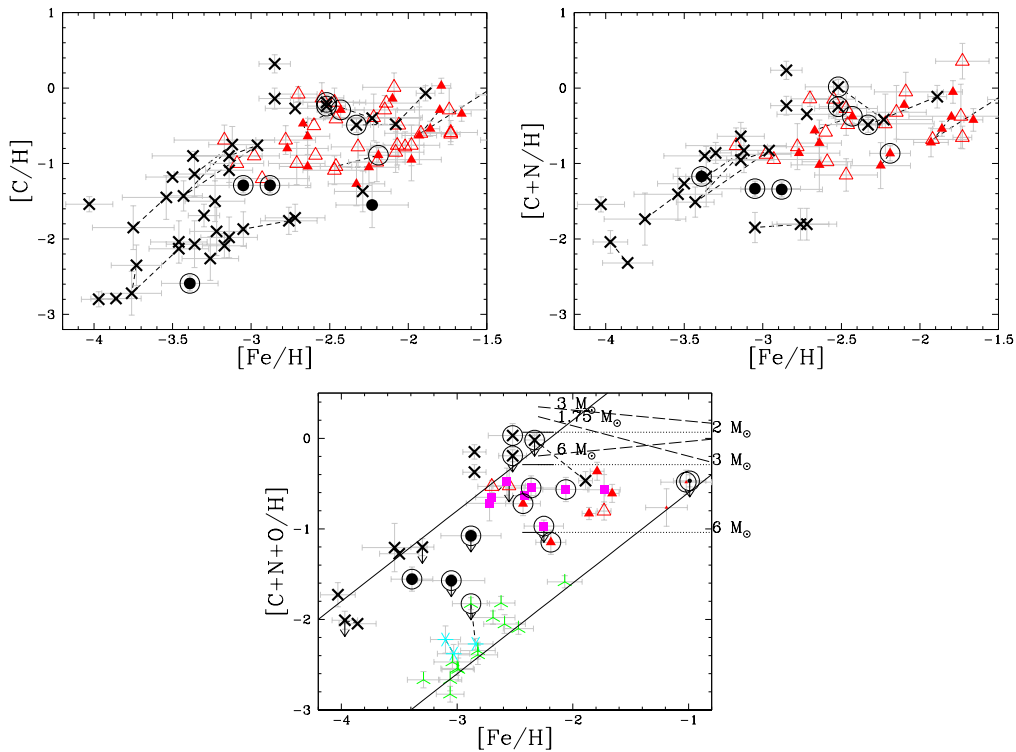 1
0
−1
−2
−3
[C/H]
−4
−3.5
−3
−2.5
−2
−1.5
[Fe/H]
1
0
−1
−2
−3
[C+N/H]
−4
−3.5
−3
−2.5
−2
−1.5
[Fe/H]
3 M⊙
1.75 M⊙
2 M⊙
6 M⊙
3 M⊙
6 M⊙
0
−1
−2
−3
[C+N+O/H]
−4
−3
−2
−1
[Fe/H]